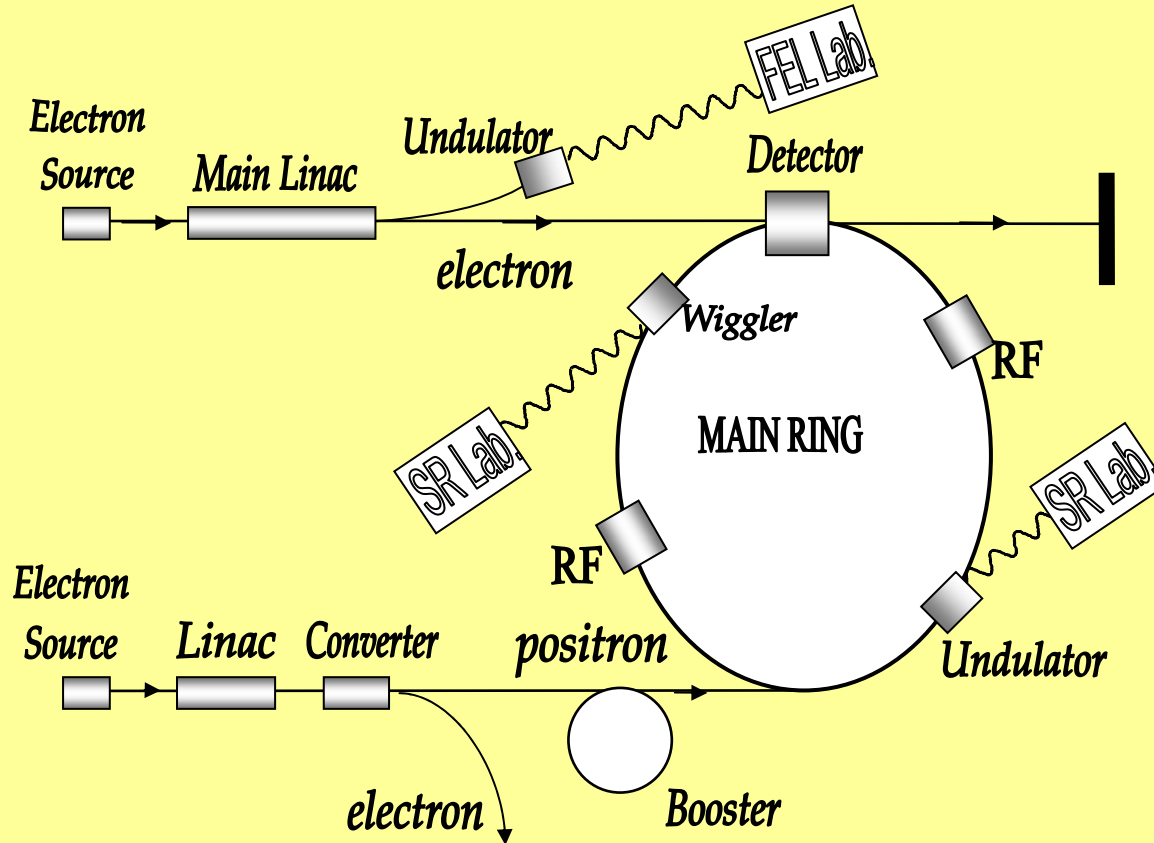 FEL Lab.
Electron
Source
Undulator
Main Linac
Detector
electron
Wiggler
RF
MAIN RING
SR Lab.
SR Lab.
RF
Electron
Source
Linac
Converter
positron
Undulator
electron
Booster